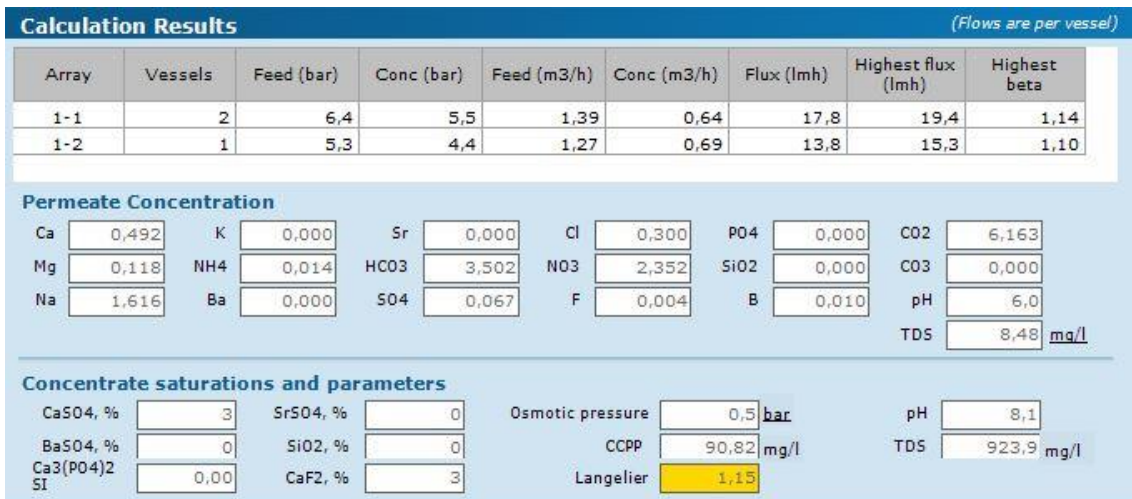 Calculation Results (Flows are per vessel)
Array Vessels Feed (bar) Conc (bar) Feed (m3/h) Conc (m3/h) Flux (lmh) Highest flux (lmh) Highest beta
1-1 2 6,4 5,5 1,39 0,64 17,8 19,4 1,14
1-2 1 5,3 4,4 1,27 0,69 13,8 15,3 1,10
Permeate Concentration
Ca 0,492 K 0,000 Sr 0,000 Cl 0,300 PO4 0,000 CO2 6,163
Mg 0,118 NH4 0,014 HCO3 3,502 NO3 2,352 SiO2 0,000 CO3 0,000
Na 1,616 Ba 0,000 SO4 0,067 F 0,004 B 0,010 pH 6,0
TDS 8,48 mg/l
Concentrate saturations and parameters
CaSO4, % 3 SrSO4, % 0 Osmotic pressure 0,5 bar pH 8,1
BaSO4, % 0 SiO2, % 0 CCPP 90,82 mg/l TDS 923,9 mg/l
Ca3(PO4)2 SI 0,00 CaF2, % 3 Langelier 1,15